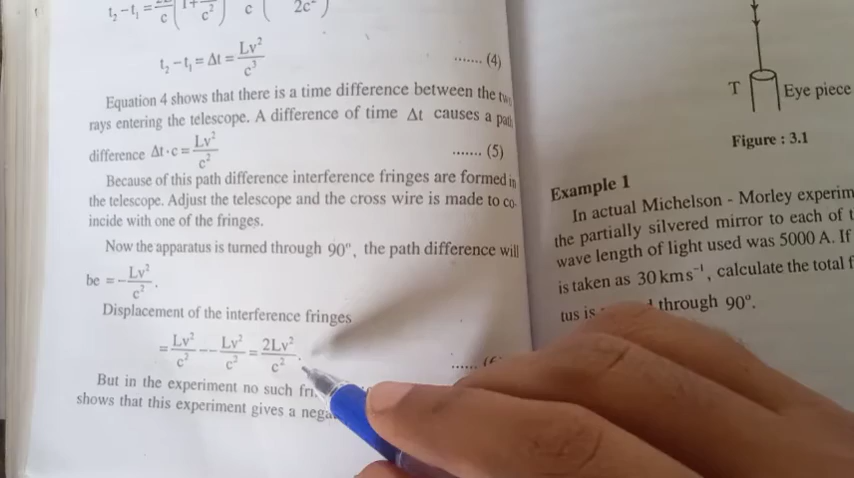 t₂ – t₁ =
t₂ – t₁ = Δt = Lv²/c³ ....... (4)
Equation 4 shows that there is a time difference between the two
rays entering the telescope. A difference of time Δt causes a path
difference Δt·c = Lv²/c² ....... (5)
Because of this path difference interference fringes are formed in
the telescope. Adjust the telescope and the cross wire is made to co-
incide with one of the fringes.
Now the apparatus is turned through 90°, the path difference will
be = –Lv²/c².
Displacement of the interference fringes
= Lv²/c² – –Lv²/c² = 2Lv²/c².
But in the experiment no such
shows that this experiment gives a
T Eye piece
Figure : 3.1
Example 1
In actual Michelson - Morley
the partially silvered mirror to each of
wave length of light used was 5000 A. If
is taken as 30 kms⁻¹, calculate the total
tus is through 90°.